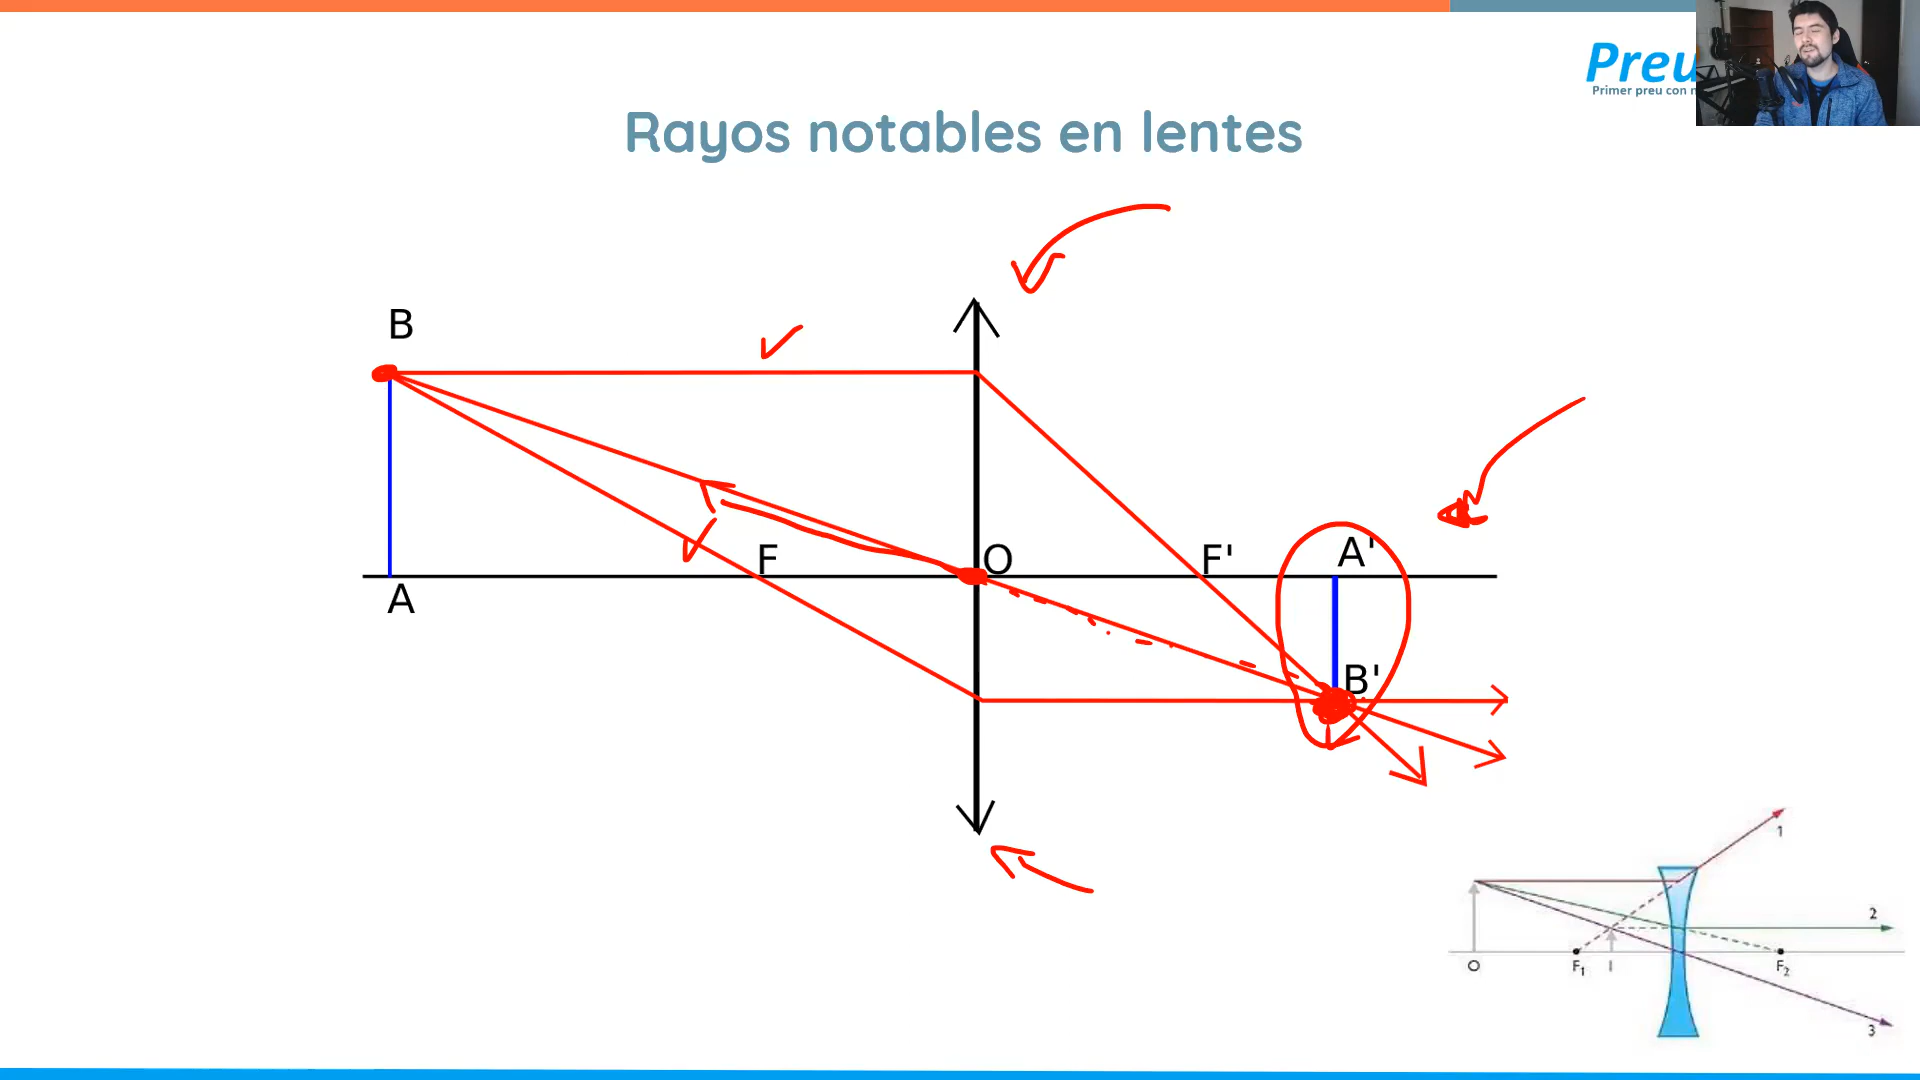 Preu
Primer preu con
Rayos notables en lentes
B
F
O
F'
A'
A
B'
1
2
O
F₁
I
F₂
3